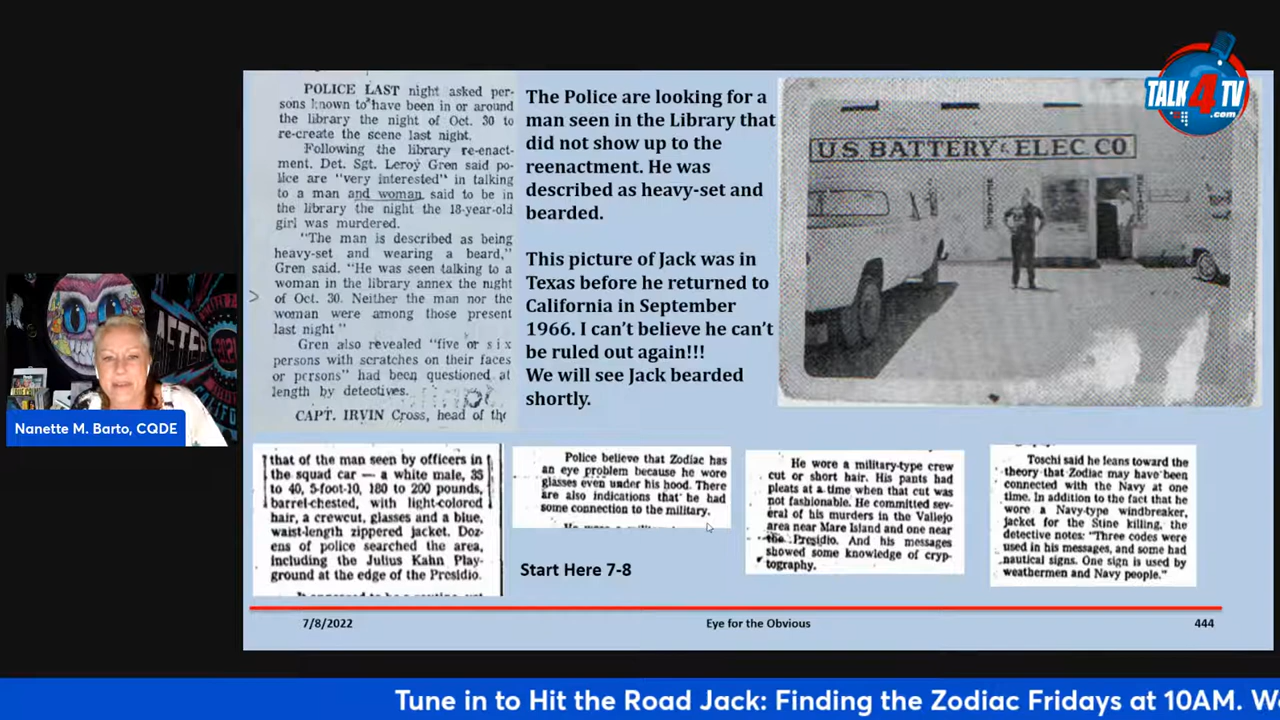 POLICE LAST night asked per-
sons known to have been in or around
the library the night of Oct. 30 to
re-create the scene last night.
Following the library re-enact-
ment. Det. Sgt. Leroy Gren said po-
lice are "very interested" in talking
to a man and woman said to be in
the library the night the 18-year-old
girl was murdered.
"The man is described as being
heavy-set and wearing a beard,"
Gren said. "He was seen talking to a
woman in the library annex the night
of Oct. 30. Neither the man nor the
woman were among those present
last night"
Gren also revealed "five or six
persons with scratches on their faces
or persons" had been questioned at
length by detectives.
CAPT. IRVIN Cross, head of the
The Police are looking for a
man seen in the Library that
did not show up to the
reenactment. He was
described as heavy-set and
bearded.
This picture of Jack was in
Texas before he returned to
California in September
1966. I can't believe he can't
be ruled out again!!!
We will see Jack bearded
shortly.
U.S BATTERY & ELEC. CO.
TALK 4 TV
.com
AFTER
Nanette M. Barto, CQDE
that of the man seen by officers in
the squad car — a white male, 35
to 40, 5-foot-10, 180 to 200 pounds,
barrel-chested, with light-colored
hair, a crewcut, glasses and a blue,
waist-length zippered jacket. Doz-
ens of police searched the area,
including the Julius Kahn Play-
ground at the edge of the Presidio.
Police believe that Zodiac has
an eye problem because he wore
glasses even under his hood. There
are also indications that he had
some connection to the military.
He wore a military-type crew
cut or short hair. His pants had
pleats at a time when that cut was
not fashionable. He committed sev-
eral of his murders in the Vallejo
area near Mare Island and one near
the Presidio. And his messages
showed some knowledge of cryp-
tography.
Toschi said he leans toward the
theory that Zodiac may have been
connected with the Navy at one
time. In addition to the fact that he
wore a Navy-type windbreaker,
jacket for the Stine killing, the
detective notes: "Three codes were
used in his messages, and some had
nautical signs. One sign is used by
weathermen and Navy people."
Start Here 7-8
7/8/2022
Eye for the Obvious
444
Tune in to Hit the Road Jack: Finding the Zodiac Fridays at 10AM. W